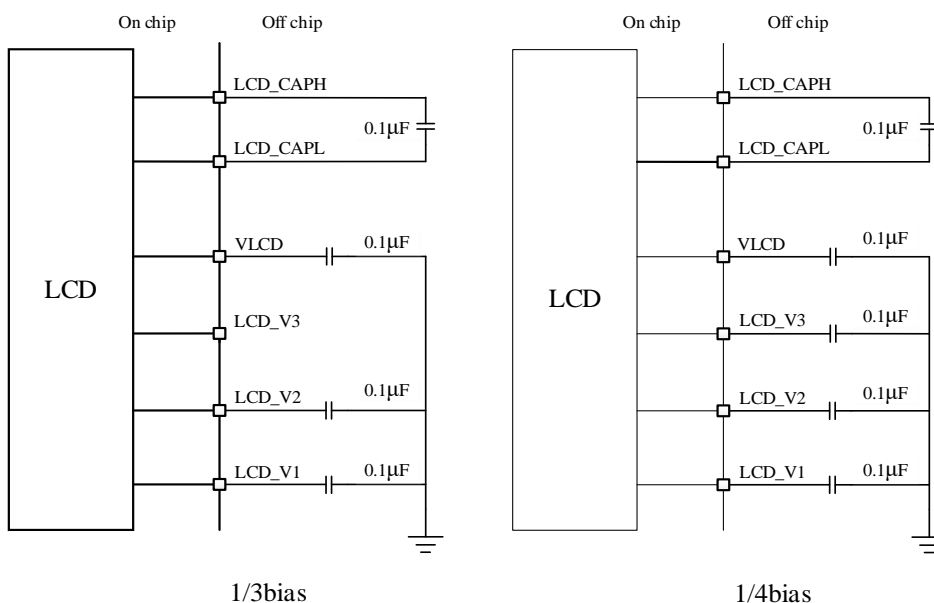 On chip
Off chip
LCD_CAPH
0.1μF
LCD_CAPL
VLCD
0.1μF
LCD
LCD_V3
LCD_V2
0.1μF
LCD_V1
0.1μF
1/3bias
On chip
Off chip
LCD_CAPH
0.1μF
LCD_CAPL
VLCD
0.1μF
LCD
LCD_V3
0.1μF
LCD_V2
0.1μF
LCD_V1
0.1μF
1/4bias